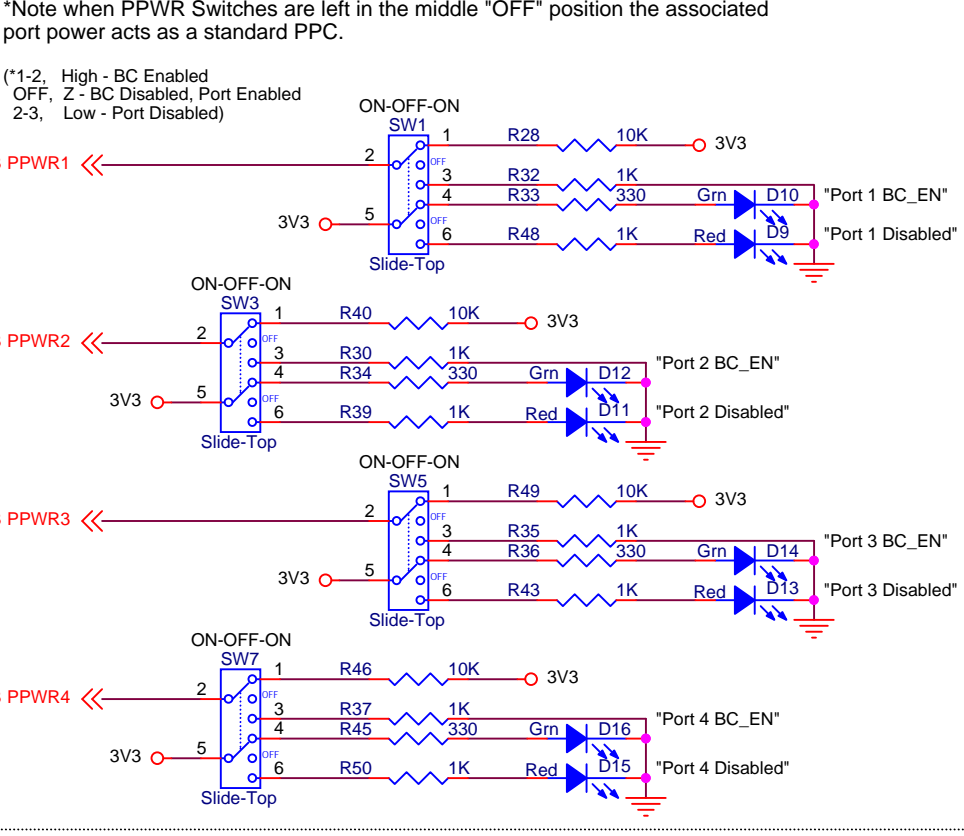 *Note when PPWR Switches are left in the middle "OFF" position the associated
port power acts as a standard PPC.
(*1-2, High - BC Enabled
OFF, Z - BC Disabled, Port Enabled
2-3, Low - Port Disabled)
ON-OFF-ON
SW1
1 R28 10K 3V3
PPWR1 2
OFF
3 R32 1K
4 R33 330 Grn D10 "Port 1 BC_EN"
3V3 5
OFF
6 R48 1K Red D9 "Port 1 Disabled"
Slide-Top
ON-OFF-ON
SW3
1 R40 10K 3V3
PPWR2 2
OFF
3 R30 1K
4 R34 330 Grn D12 "Port 2 BC_EN"
3V3 5
OFF
6 R39 1K Red D11 "Port 2 Disabled"
Slide-Top
ON-OFF-ON
SW5
1 R49 10K 3V3
PPWR3 2
OFF
3 R35 1K
4 R36 330 Grn D14 "Port 3 BC_EN"
3V3 5
OFF
6 R43 1K Red D13 "Port 3 Disabled"
Slide-Top
ON-OFF-ON
SW7
1 R46 10K 3V3
PPWR4 2
OFF
3 R37 1K
4 R45 330 Grn D16 "Port 4 BC_EN"
3V3 5
OFF
6 R50 1K Red D15 "Port 4 Disabled"
Slide-Top